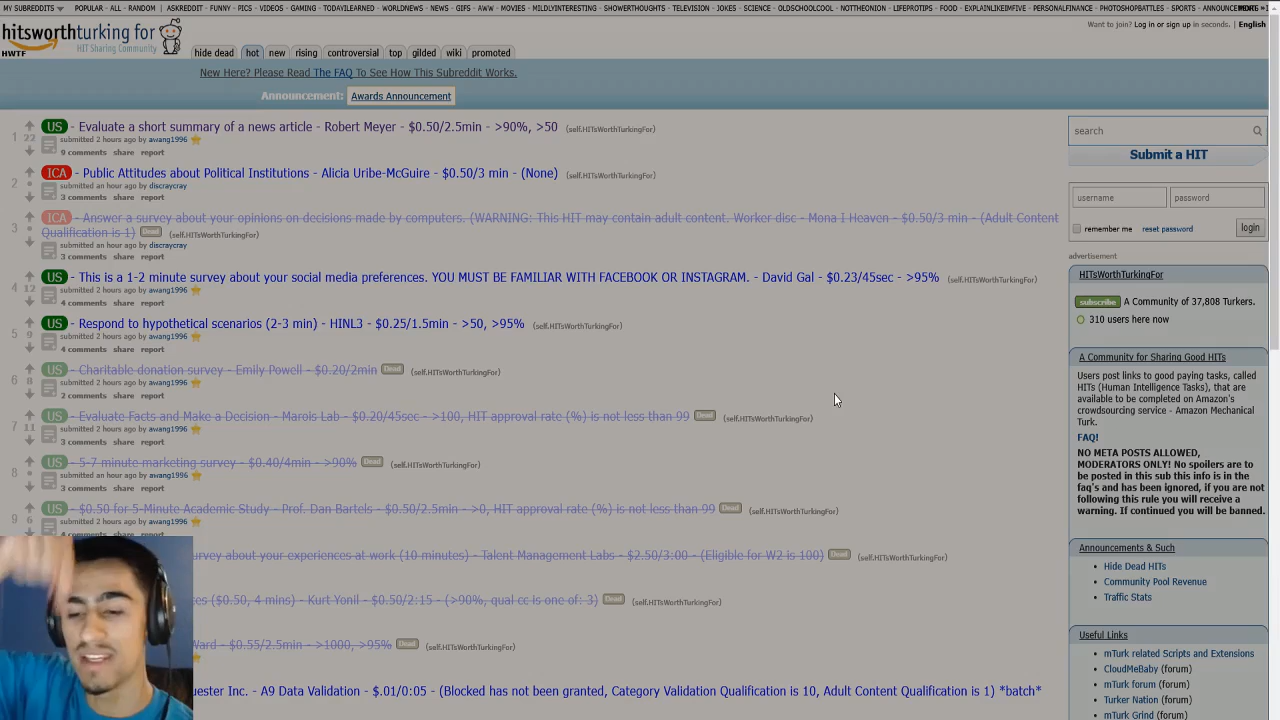 MY SUBREDDITS POPULAR - ALL - RANDOM | ASKREDDIT - FUNNY - PICS - VIDEOS - GAMING - TODAYILEARNED - WORLDNEWS - NEWS - GIFS - AWW - MOVIES - MILDLYINTERESTING - SHOWERTHOUGHTS - TELEVISION - JOKES - SCIENCE - OLDSCHOOLCOOL - NOTTHEONION - LIFEPROTIPS - FOOD - EXPLAINLIKEIMFIVE - PERSONALFINANCE - PHOTOSHOPBATTLES - SPORTS -
Want to join? Log in or sign up in seconds. | English
hitsworthturking for
HIT Sharing Community
HWTF
hide dead hot new rising controversial top gilded wiki promoted
New Here? Please Read The FAQ To See How This Subreddit Works.
Announcement: Awards Announcement
1 22 US - Evaluate a short summary of a news article - Robert Meyer - $0.50/2.5min - >90%, >50 (self.HITsWorthTurkingFor)
submitted 2 hours ago by awang1996
9 comments share report
2 • ICA - Public Attitudes about Political Institutions - Alicia Uribe-McGuire - $0.50/3 min - (None) (self.HITsWorthTurkingFor)
submitted an hour ago by discraycray
3 comments share report
3 • ICA - Answer a survey about your opinions on decisions made by computers. (WARNING: This HIT may contain adult content. Worker disc - Mona I Heaven - $0.50/3 min - (Adult Content
Qualification is 1) Dead (self.HITsWorthTurkingFor)
submitted an hour ago by discraycray
3 comments share report
4 12 US - This is a 1-2 minute survey about your social media preferences. YOU MUST BE FAMILIAR WITH FACEBOOK OR INSTAGRAM. - David Gal - $0.23/45sec - >95% (self.HITsWorthTurkingFor)
submitted 2 hours ago by awang1996
4 comments share report
5 9 US - Respond to hypothetical scenarios (2-3 min) - HINL3 - $0.25/1.5min - >50, >95% (self.HITsWorthTurkingFor)
submitted 2 hours ago by awang1996
4 comments share report
6 8 US - Charitable donation survey - Emily Powell - $0.20/2min Dead (self.HITsWorthTurkingFor)
submitted 2 hours ago by awang1996
2 comments share report
7 11 US - Evaluate Facts and Make a Decision - Marois Lab - $0.20/45sec - >100, HIT approval rate (%) is not less than 99 Dead (self.HITsWorthTurkingFor)
submitted 2 hours ago by awang1996
3 comments share report
8 • US - 5-7 minute marketing survey - $0.40/4min - >90% Dead (self.HITsWorthTurkingFor)
submitted an hour ago by awang1996
3 comments share report
9 6 US - $0.50 for 5-Minute Academic Study - Prof. Dan Bartels - $0.50/2.5min - >0, HIT approval rate (%) is not less than 99 Dead (self.HITsWorthTurkingFor)
submitted 2 hours ago by awang1996
comments share report
survey about your experiences at work (10 minutes) - Talent Management Labs - $2.50/3:00 - (Eligible for W2 is 100) Dead (self.HITsWorthTurkingFor)
($0.50, 4 mins) - Kurt Yonil - $0.50/2:15 - (>90%, qual cc is one of: 3) Dead (self.HITsWorthTurkingFor)
Ward - $0.55/2.5min - >1000, >95% Dead (self.HITsWorthTurkingFor)
Inc. - A9 Data Validation - $.01/0:05 - (Blocked has not been granted, Category Validation Qualification is 10, Adult Content Qualification is 1) *batch*
search
Submit a HIT
username password
remember me reset password login
advertisement
HITsWorthTurkingFor
subscribe A Community of 37,808 Turkers.
310 users here now
A Community for Sharing Good HITs
Users post links to good paying tasks, called
HITs (Human Intelligence Tasks), that are
available to be completed on Amazon's
crowdsourcing service - Amazon Mechanical
Turk.
FAQ!
NO META POSTS ALLOWED,
MODERATORS ONLY! No spoilers are to
be posted in this sub this info is in the
faq's and has been ignored, if you are not
following this rule you will receive a
warning. If continued you will be banned.
Announcements & Such
• Hide Dead HITs
• Community Pool Revenue
• Traffic Stats
Useful Links
• mTurk related Scripts and Extensions
• CloudMeBaby (forum)
• mTurk forum (forum)
• Turker Nation (forum)
• mTurk Grind (forum)